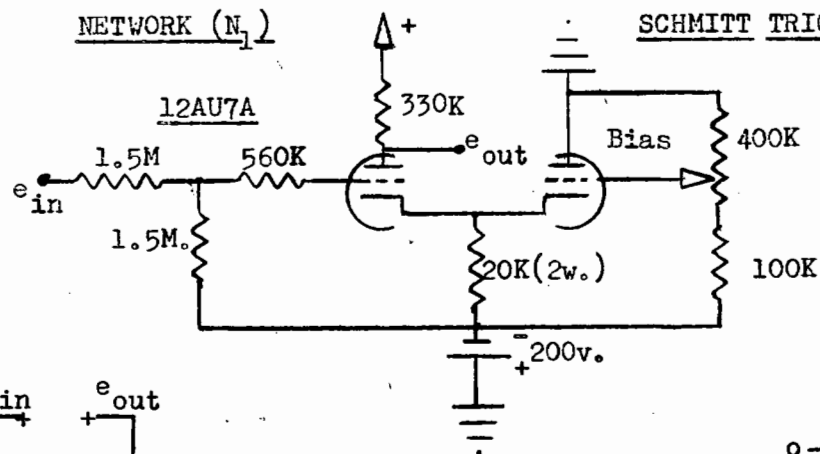 NETWORK (N1)
SCHMITT
+
12AU7A
330K
e out
Bias
400K
1.5M
560K
e in
1.5M.
20K(2w.)
100K
-
+
200v.
in
+
+
e out